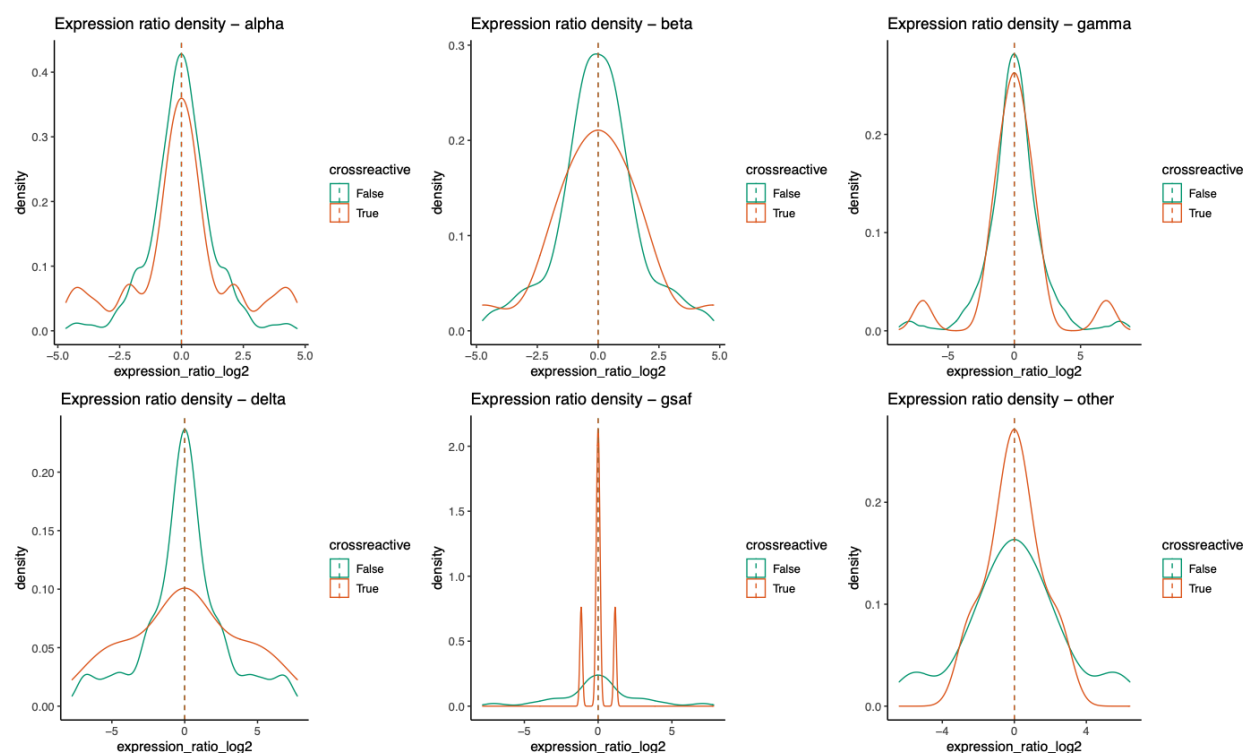 Expression ratio density – alpha
0.4
0.3
0.2
0.1
0.0
density
−5.0 −2.5 0.0 2.5 5.0
expression_ratio_log2
crossreactive
False
True
Expression ratio density – beta
0.3
0.2
0.1
0.0
density
−5.0 −2.5 0.0 2.5 5.0
expression_ratio_log2
crossreactive
False
True
Expression ratio density – gamma
0.2
0.1
0.0
density
−5 0 5
expression_ratio_log2
crossreactive
False
True
Expression ratio density – delta
0.20
0.15
0.10
0.05
0.00
density
−5 0 5
expression_ratio_log2
crossreactive
False
True
Expression ratio density – gsaf
2.0
1.5
1.0
0.5
0.0
density
−5 0 5
expression_ratio_log2
crossreactive
False
True
Expression ratio density – other
0.2
0.1
0.0
density
−4 0 4
expression_ratio_log2
crossreactive
False
True